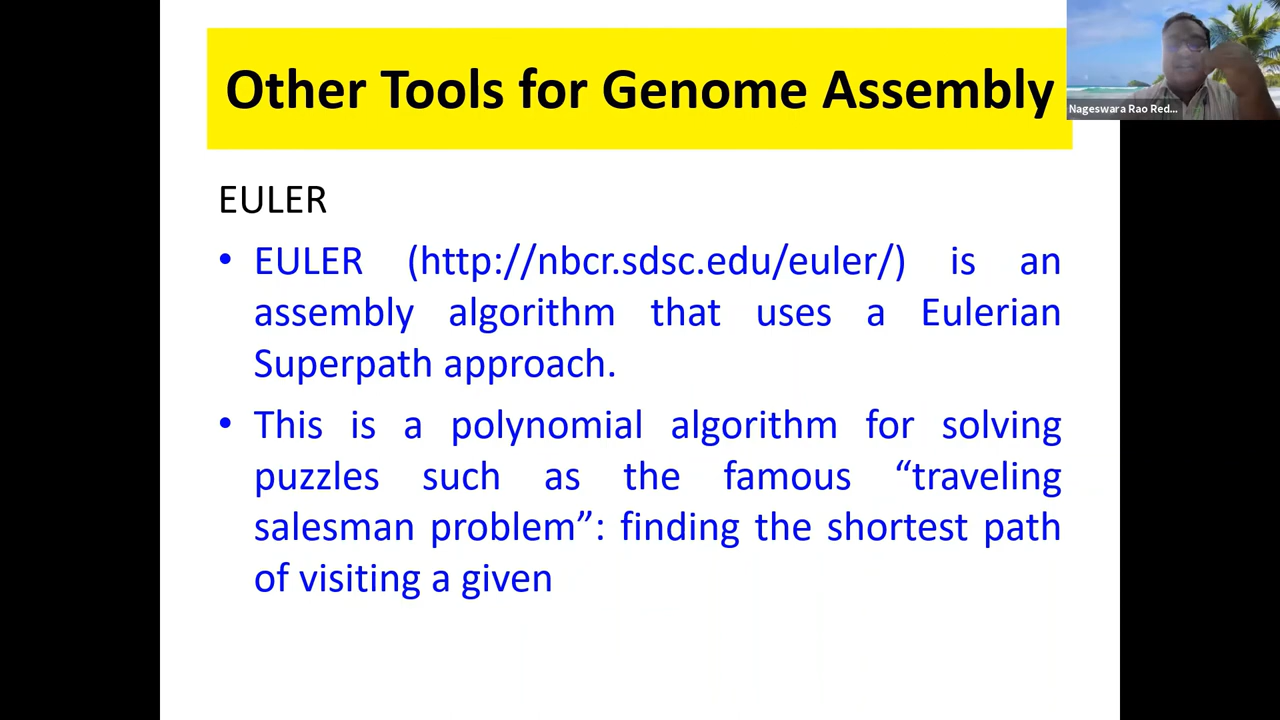 Other Tools for Genome Assembly
Nageswara Rao Red...
EULER
• EULER (http://nbcr.sdsc.edu/euler/) is an
assembly algorithm that uses a Eulerian
Superpath approach.
• This is a polynomial algorithm for solving
puzzles such as the famous “traveling
salesman problem”: finding the shortest path
of visiting a given